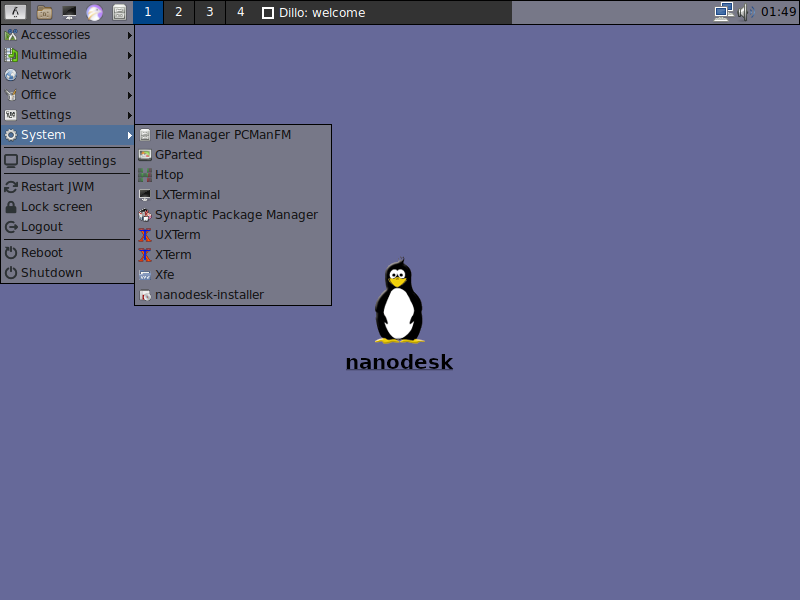 1 2 3 4 Dillo: welcome 01:49
Accessories
Multimedia
Network
Office
Settings
System
Display settings
Restart JWM
Lock screen
Logout
Reboot
Shutdown
File Manager PCManFM
GParted
Htop
LXTerminal
Synaptic Package Manager
UXTerm
XTerm
Xfe
nanodesk-installer
nanodesk